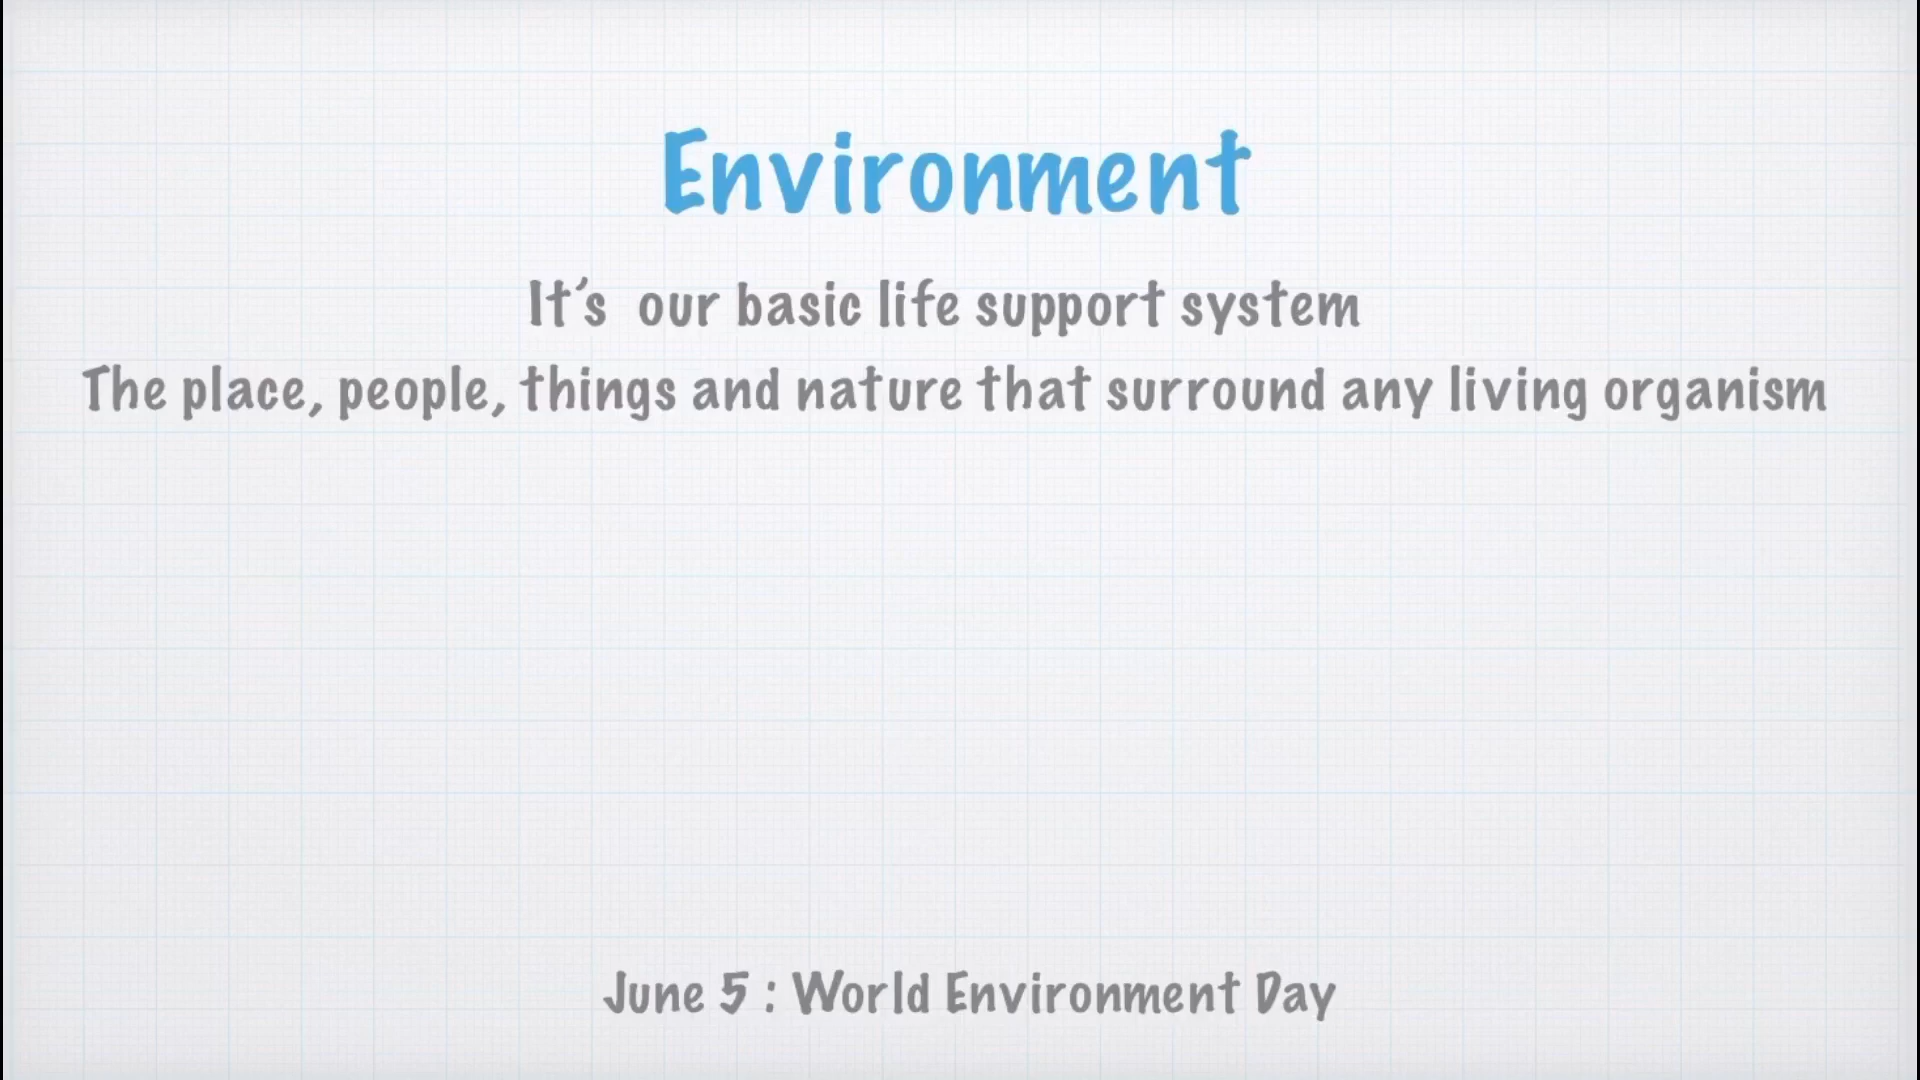 Environment
It's our basic life support system
The place, people, things and nature that surround any living organism
June 5 : World Environment Day